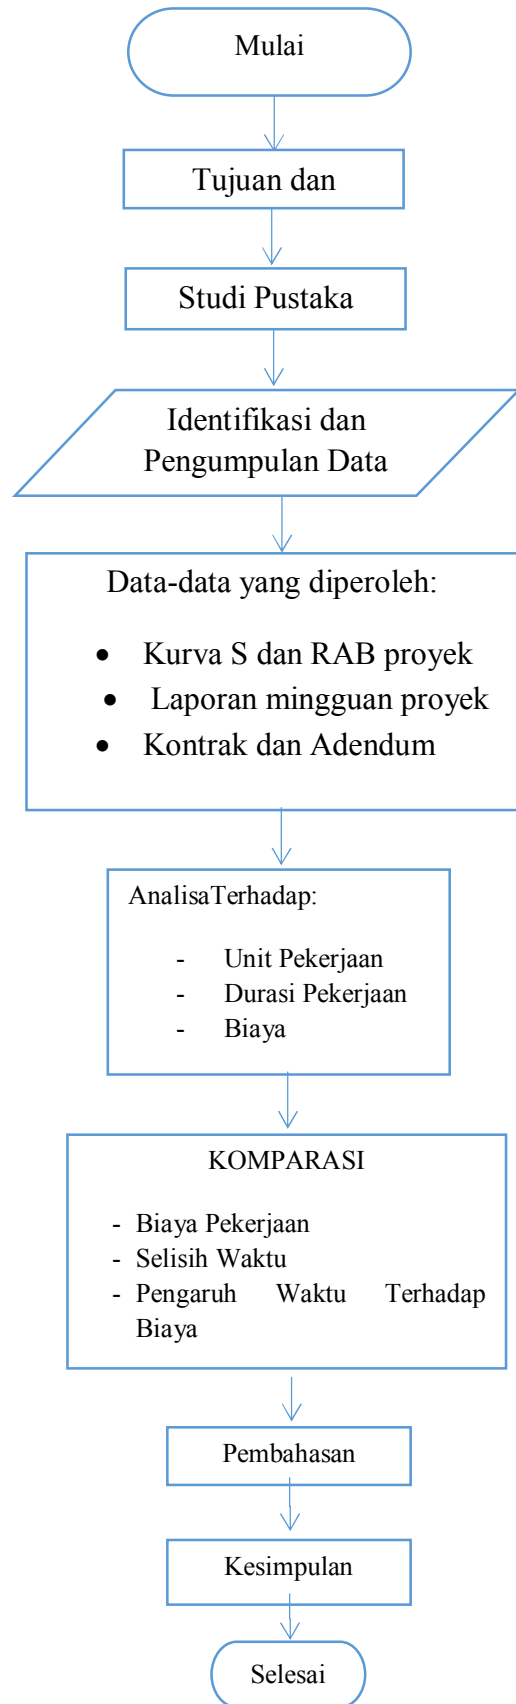 Mulai
Tujuan dan
Studi Pustaka
Identifikasi dan
Pengumpulan Data
Data-data yang diperoleh:
• Kurva S dan RAB proyek
• Laporan mingguan proyek
• Kontrak dan Adendum
AnalisaTerhadap:
- Unit Pekerjaan
- Durasi Pekerjaan
- Biaya
KOMPARASI
- Biaya Pekerjaan
- Selisih Waktu
- Pengaruh Waktu Terhadap
Biaya
Pembahasan
Kesimpulan
Selesai